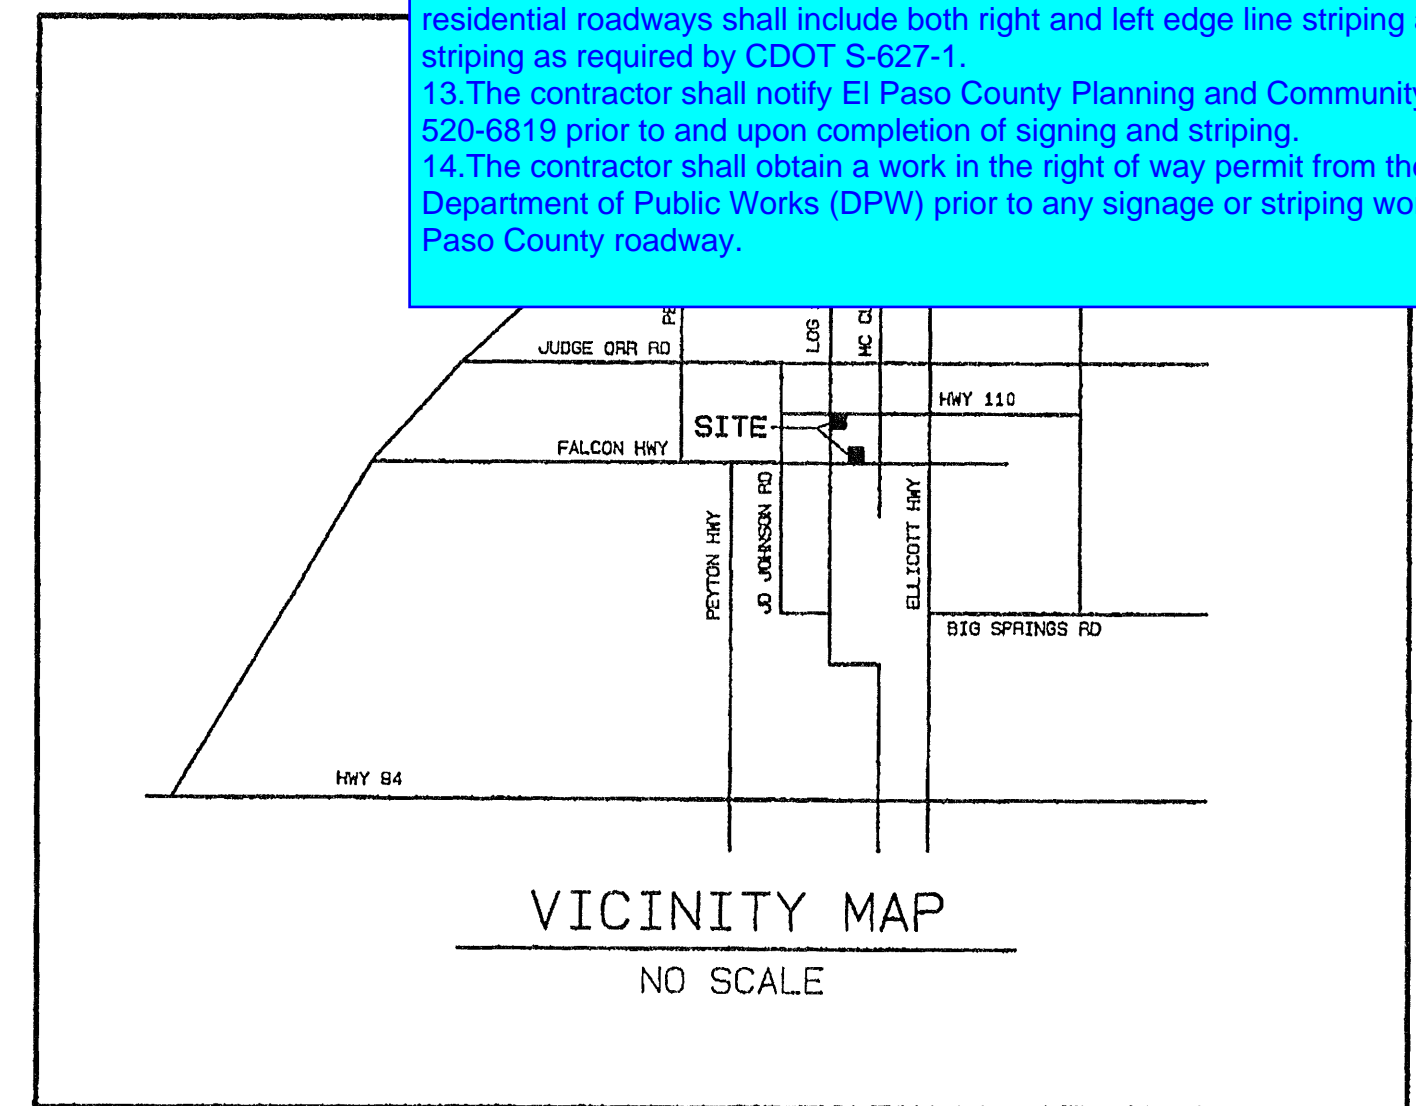 residential roadways shall include both right and left edge line striping
striping as required by CDOT S-627-1.
13.The contractor shall notify El Paso County Planning and Community
520-6819 prior to and upon completion of signing and striping.
14.The contractor shall obtain a work in the right of way permit from the
Department of Public Works (DPW) prior to any signage or striping wo
Paso County roadway.
PE
LOG
MC CU
JUDGE ORR RD
HWY 110
SITE
FALCON HWY
PEYTON HWY
JD JOHNSON RD
ELLICOTT HWY
BIG SPRINGS RD
HWY 94
VICINITY MAP
NO SCALE